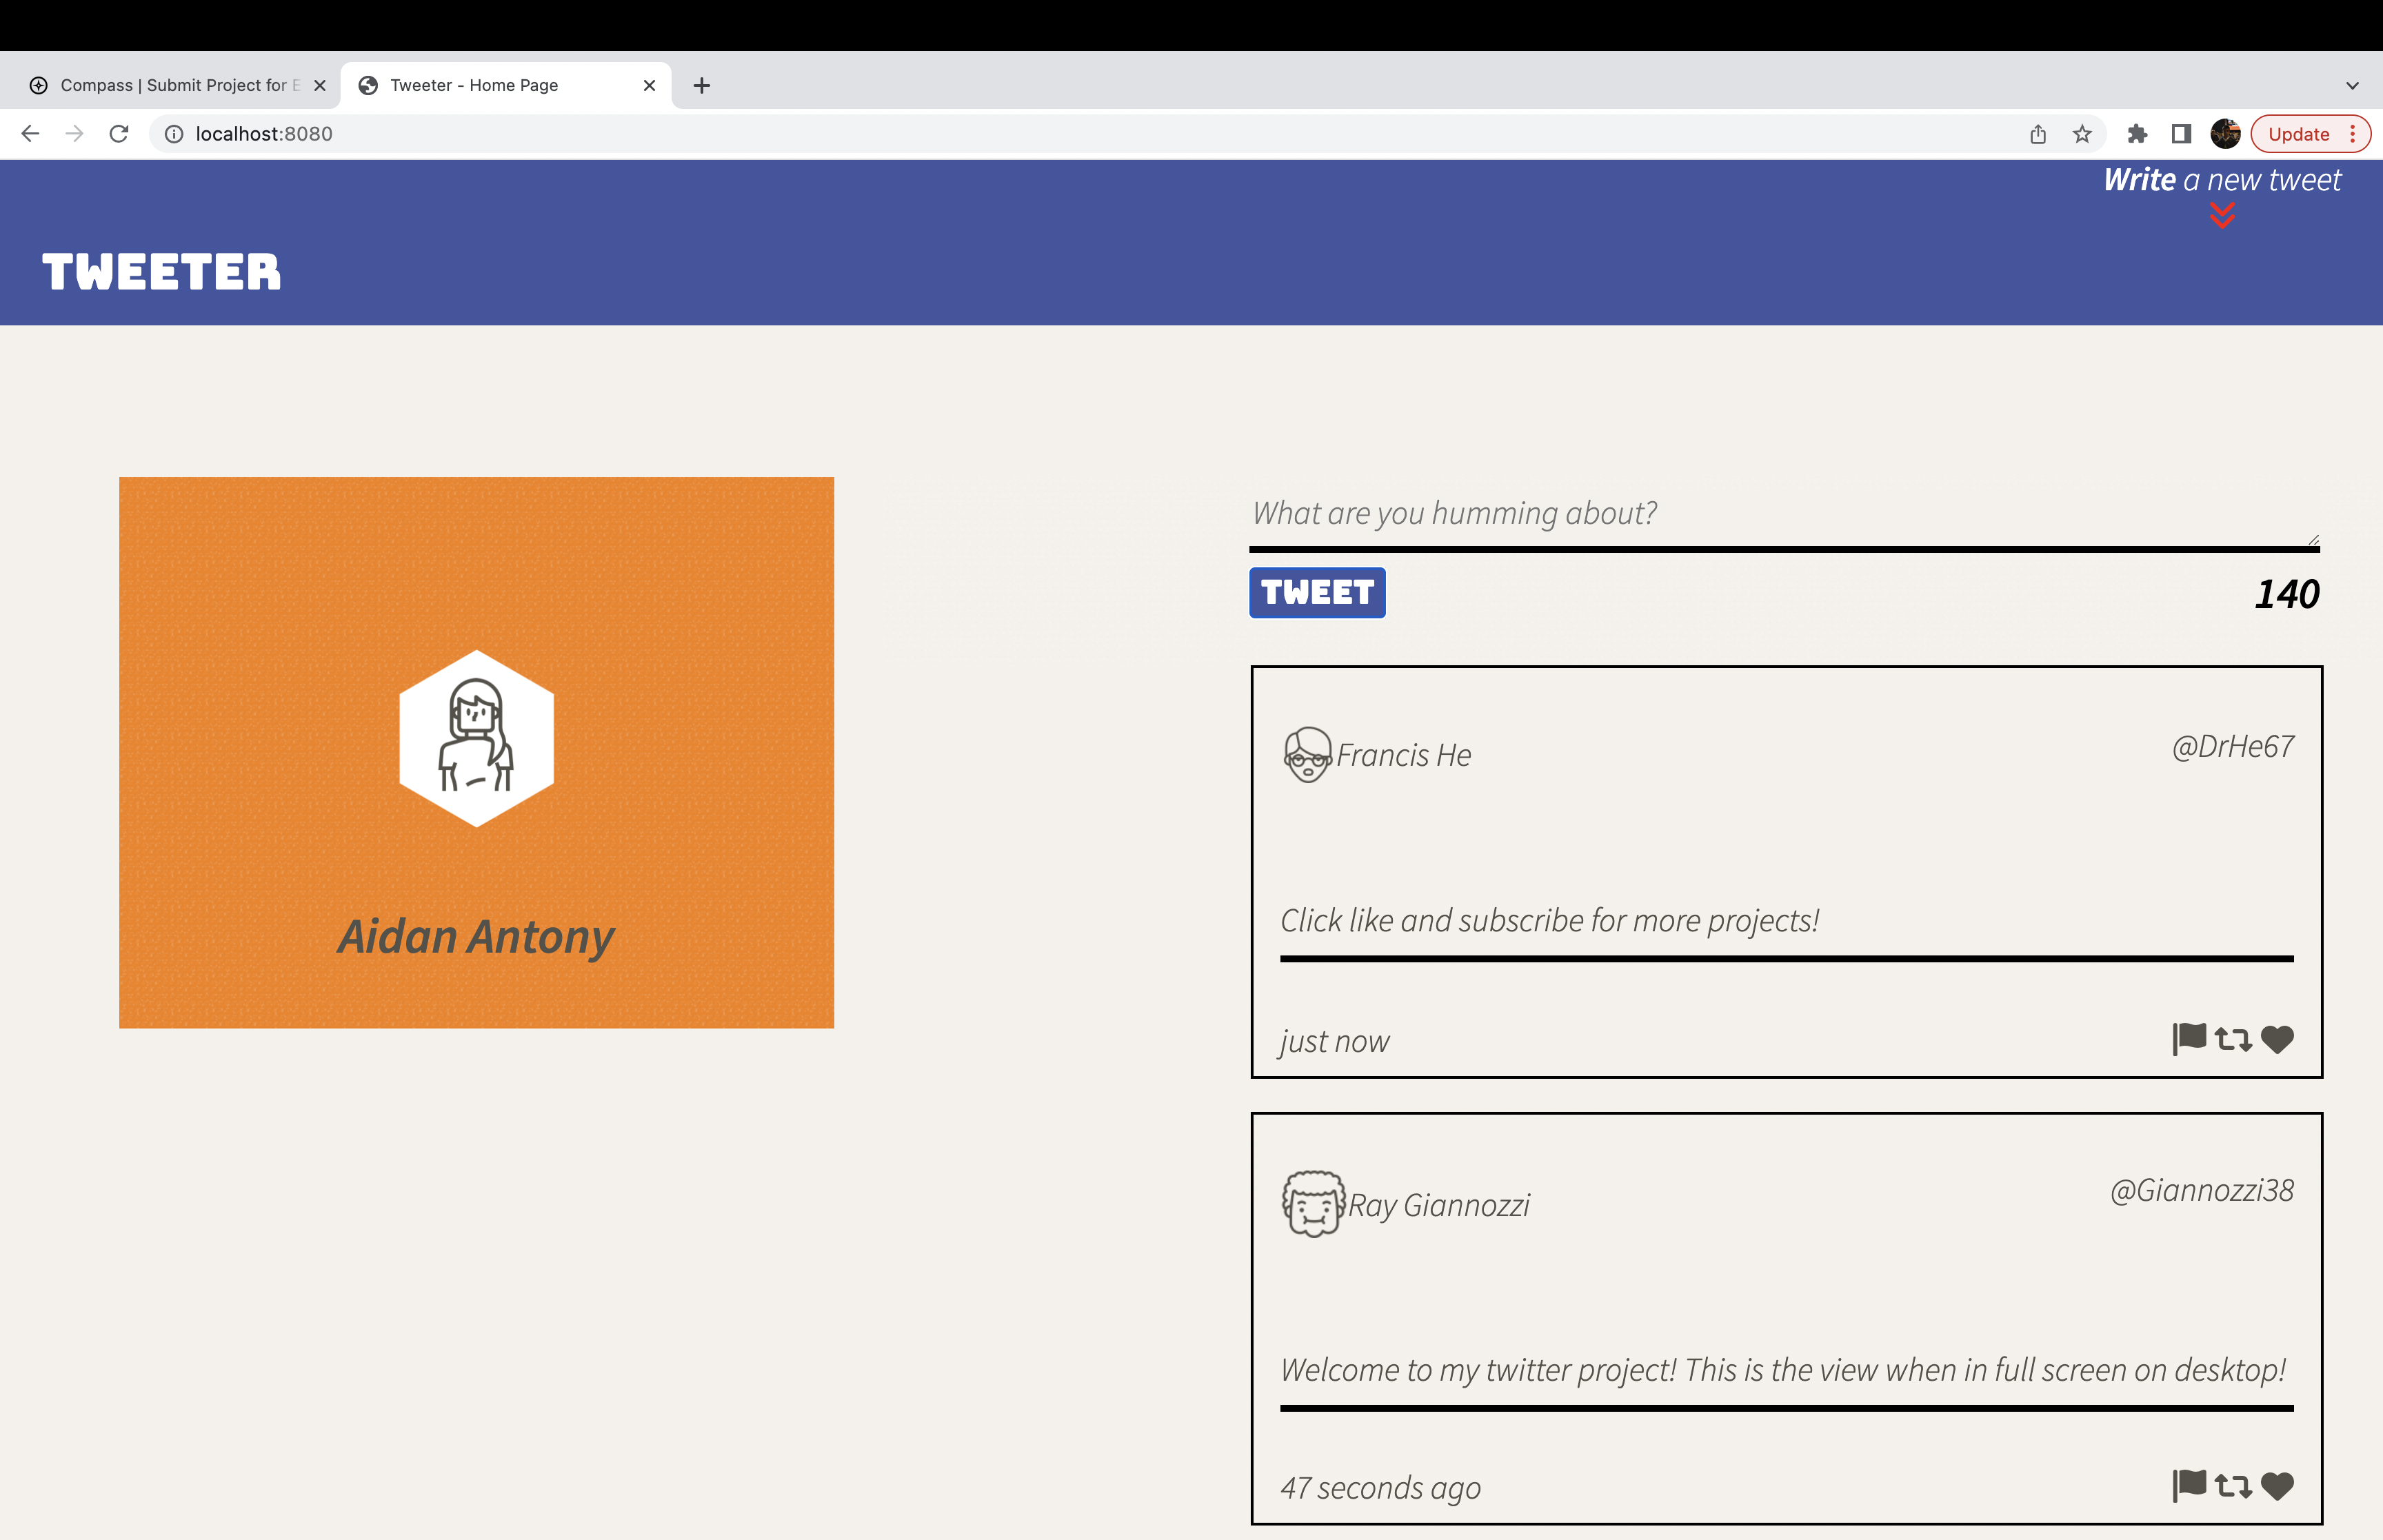 Compass | Submit Project for E
Tweeter - Home Page
localhost:8080
Update
Write a new tweet
TWEETER
Aidan Antony
What are you humming about?
TWEET
140
Francis He
@DrHe67
Click like and subscribe for more projects!
just now
Ray Giannozzi
@Giannozzi38
Welcome to my twitter project! This is the view when in full screen on desktop!
47 seconds ago